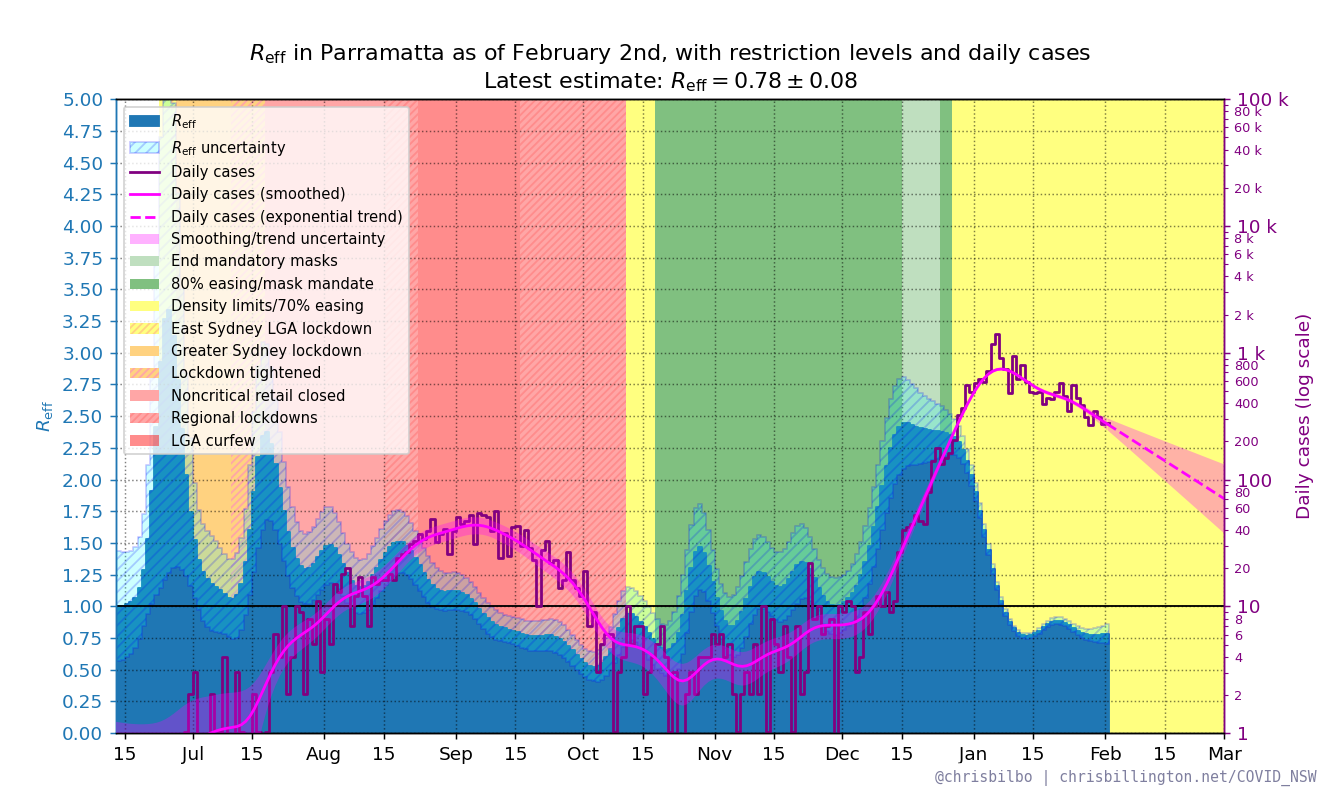 Reff in Parramatta as of February 2nd, with restriction levels and daily cases
Latest estimate: Reff = 0.78 ± 0.08
5.00
4.75
4.50
4.25
4.00
3.75
3.50
3.25
3.00
2.75
2.50
2.25
2.00
1.75
1.50
1.25
1.00
0.75
0.50
0.25
0.00
Reff
Reff
Reff uncertainty
Daily cases
Daily cases (smoothed)
Daily cases (exponential trend)
Smoothing/trend uncertainty
End mandatory masks
80% easing/mask mandate
Density limits/70% easing
East Sydney LGA lockdown
Greater Sydney lockdown
Lockdown tightened
Noncritical retail closed
Regional lockdowns
LGA curfew
100 k
80 k
60 k
40 k
20 k
10 k
8 k
6 k
4 k
2 k
1 k
800
600
400
200
100
80
60
40
20
10
8
6
4
2
1
Daily cases (log scale)
15 Jul 15 Aug 15 Sep 15 Oct 15 Nov 15 Dec 15 Jan 15 Feb 15 Mar
@chrisbilbo | chrisbillington.net/COVID_NSW